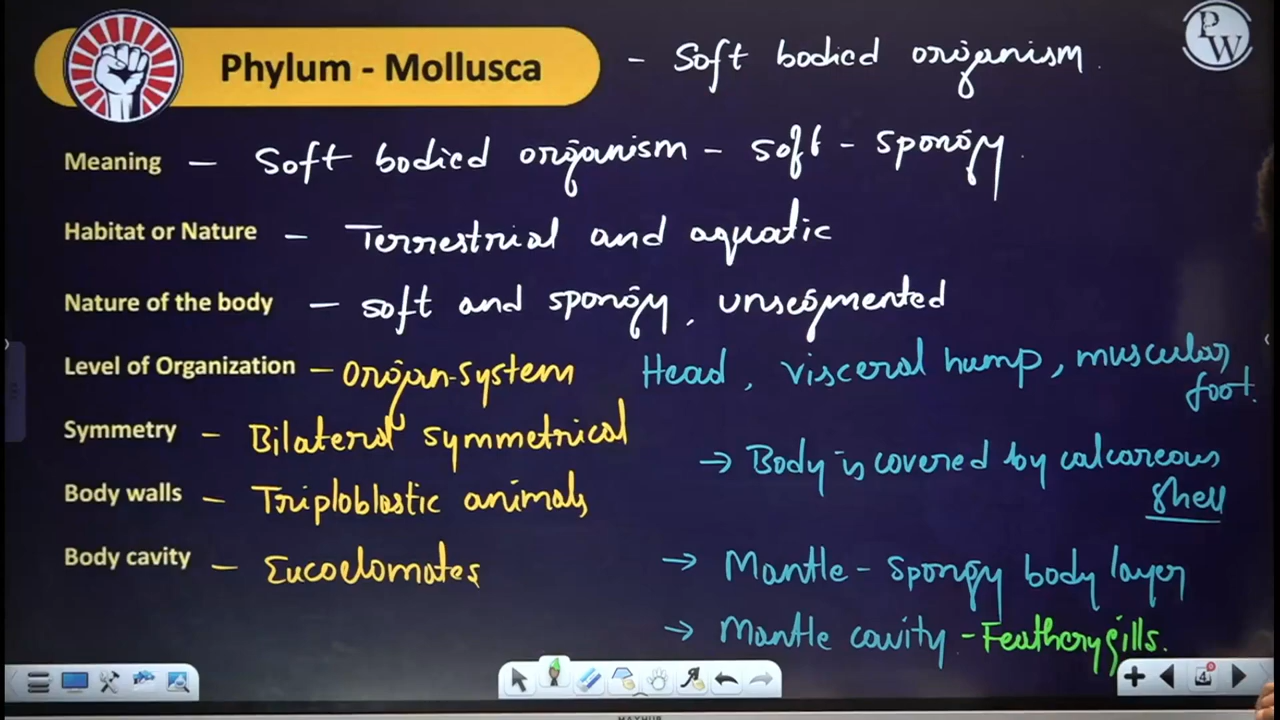 Phylum - Mollusca - Soft bodied organism.
PW
Meaning - Soft bodied organism - soft - spongy.
Habitat or Nature - Terrestrial and aquatic
Nature of the body - soft and spongy, unsegmented
Level of Organization - Organ-system
Head, visceral hump, muscular foot.
Symmetry - Bilateral symmetrical
→ Body is covered by calcareous shell
Body walls - Triploblastic animals
Body cavity - Eucoelomates
→ Mantle - spongy body layer
→ Mantle cavity - Feathery gills.
4
MAXHUB